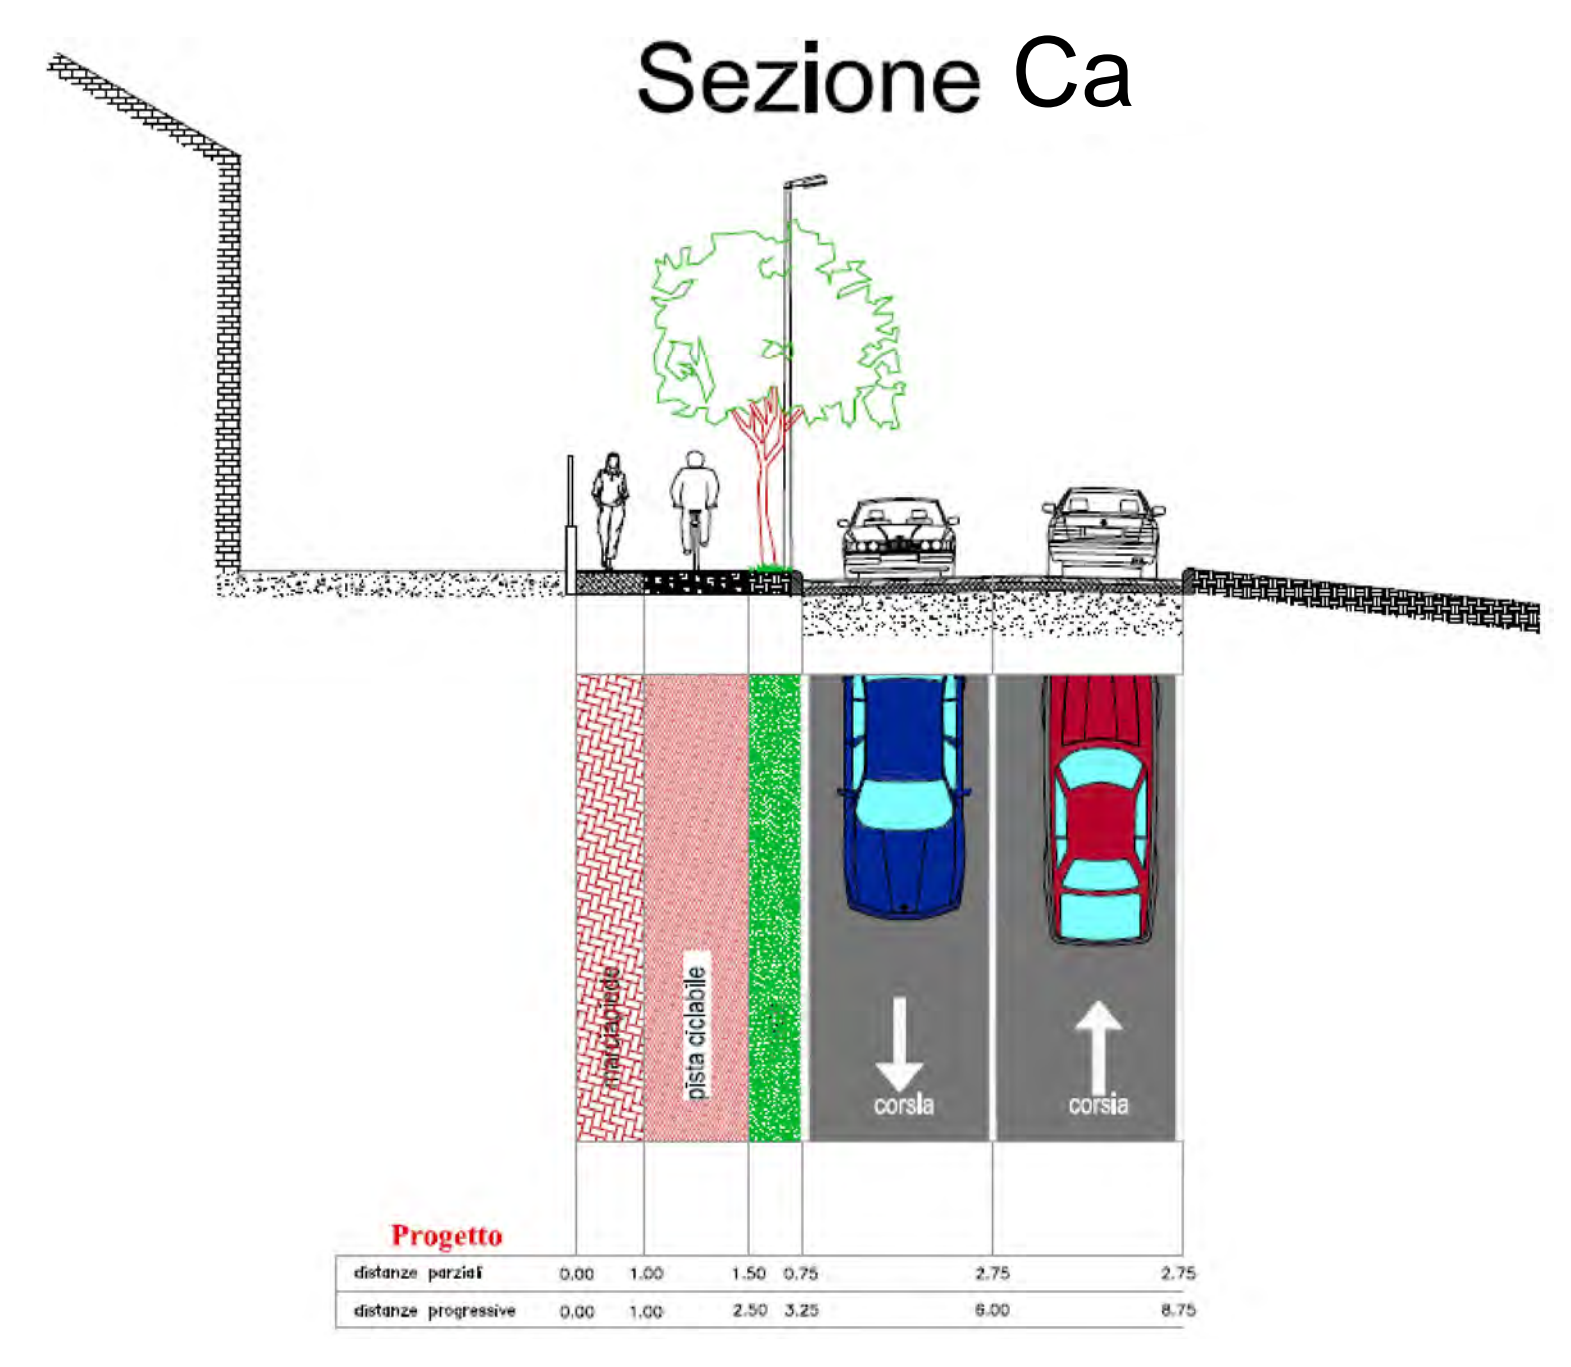 Sezione Ca
marciapiede
pista ciclabile
corsia
corsia
Progetto
distanze parziali 0.00 1.00 1.50 0.75 2.75 2.75
distanze progressive 0.00 1.00 2.50 3.25 6.00 8.75